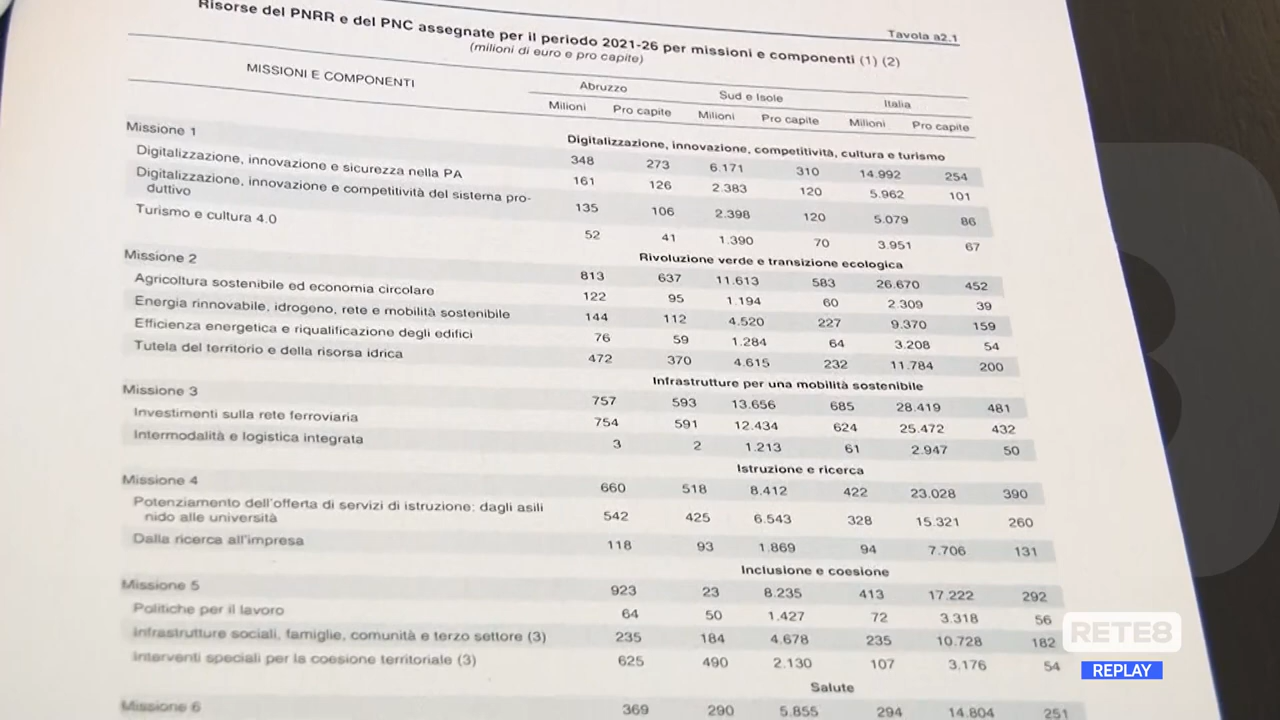 Tavola a2.1
Risorse del PNRR e del PNC assegnate per il periodo 2021-26 per missioni e componenti (1) (2)
(milioni di euro e pro capite)
MISSIONI E COMPONENTI Abruzzo Sud e Isole Italia
Milioni Pro capite Milioni Pro capite Milioni Pro capite
Digitalizzazione, innovazione, competitività, cultura e turismo
Missione 1 348 273 6.171 310 14.992 254
Digitalizzazione, innovazione e sicurezza nella PA 161 126 2.383 120 5.962 101
Digitalizzazione, innovazione e competitività del sistema pro-
duttivo 135 106 2.398 120 5.079 86
Turismo e cultura 4.0 52 41 1.390 70 3.951 67
Rivoluzione verde e transizione ecologica
Missione 2 813 637 11.613 583 26.670 452
Agricoltura sostenibile ed economia circolare 122 95 1.194 60 2.309 39
Energia rinnovabile, idrogeno, rete e mobilità sostenibile 144 112 4.520 227 9.370 159
Efficienza energetica e riqualificazione degli edifici 76 59 1.284 64 3.208 54
Tutela del territorio e della risorsa idrica 472 370 4.615 232 11.784 200
Infrastrutture per una mobilità sostenibile
Missione 3 757 593 13.656 685 28.419 481
Investimenti sulla rete ferroviaria 754 591 12.434 624 25.472 432
Intermodalità e logistica integrata 3 2 1.213 61 2.947 50
Istruzione e ricerca
Missione 4 660 518 8.412 422 23.028 390
Potenziamento dell'offerta di servizi di istruzione: dagli asili
nido alle università 542 425 6.543 328 15.321 260
Dalla ricerca all'impresa 118 93 1.869 94 7.706 131
Inclusione e coesione
Missione 5 923 23 8.235 413 17.222 292
Politiche per il lavoro 64 50 1.427 72 3.318 56
Infrastrutture sociali, famiglie, comunità e terzo settore (3) 235 184 4.678 235 10.728 182
Interventi speciali per la coesione territoriale (3) 625 490 2.130 107 3.176 54
Salute
Missione 6 369 290 5.855 294 14.804 251
RETE8
REPLAY